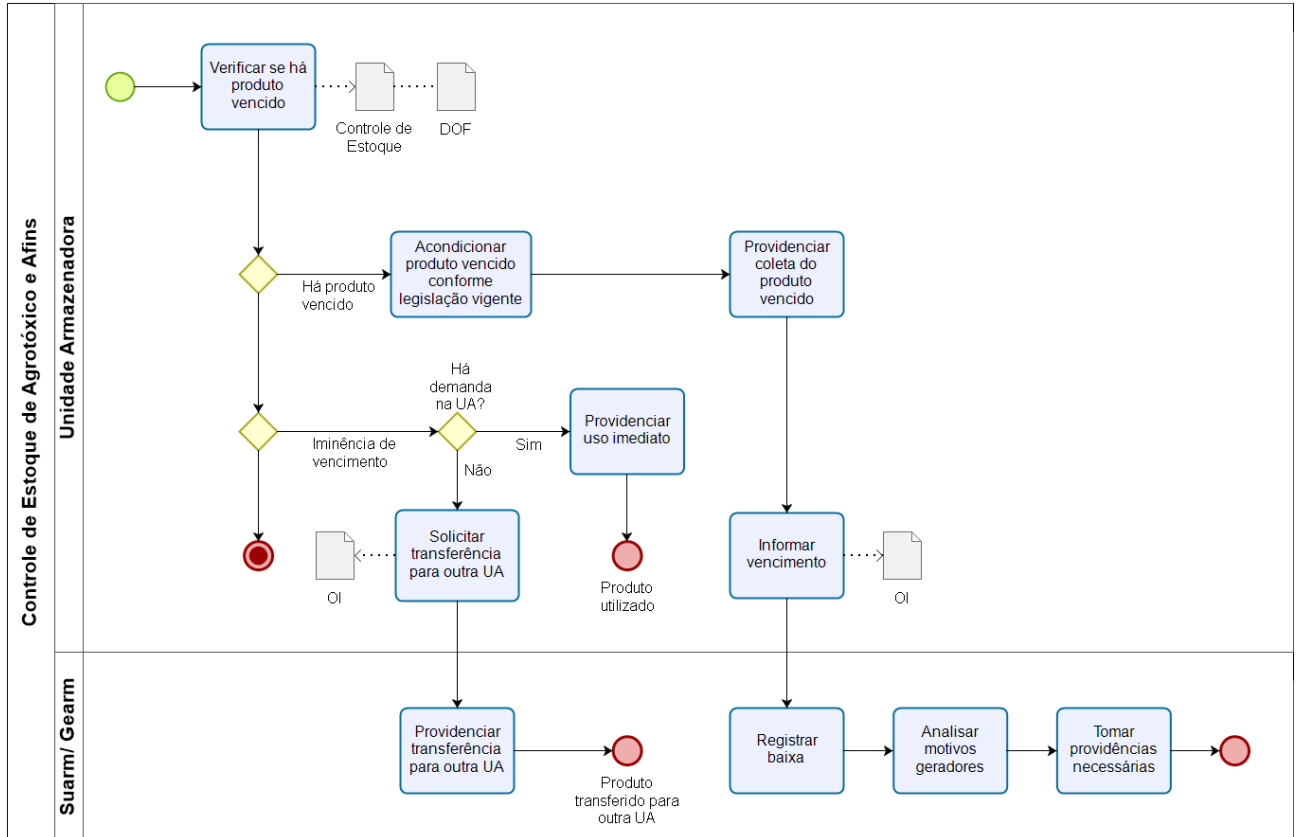 Controle de Estoque de Agrotóxico e Afins
Unidade Armazenadora
Verificar se há
produto
vencido
Controle de
Estoque
DOF
Há produto
vencido
Acondicionar
produto vencido
conforme
legislação vigente
Providenciar
coleta do
produto
vencido
Iminência de
vencimento
Há
demanda
na UA?
Sim
Não
Providenciar
uso imediato
Produto
utilizado
Solicitar
transferência
para outra UA
OI
Informar
vencimento
OI
Suarm/ Gearm
Providenciar
transferência
para outra UA
Produto
transferido para
outra UA
Registrar
baixa
Analisar
motivos
geradores
Tomar
providências
necessárias